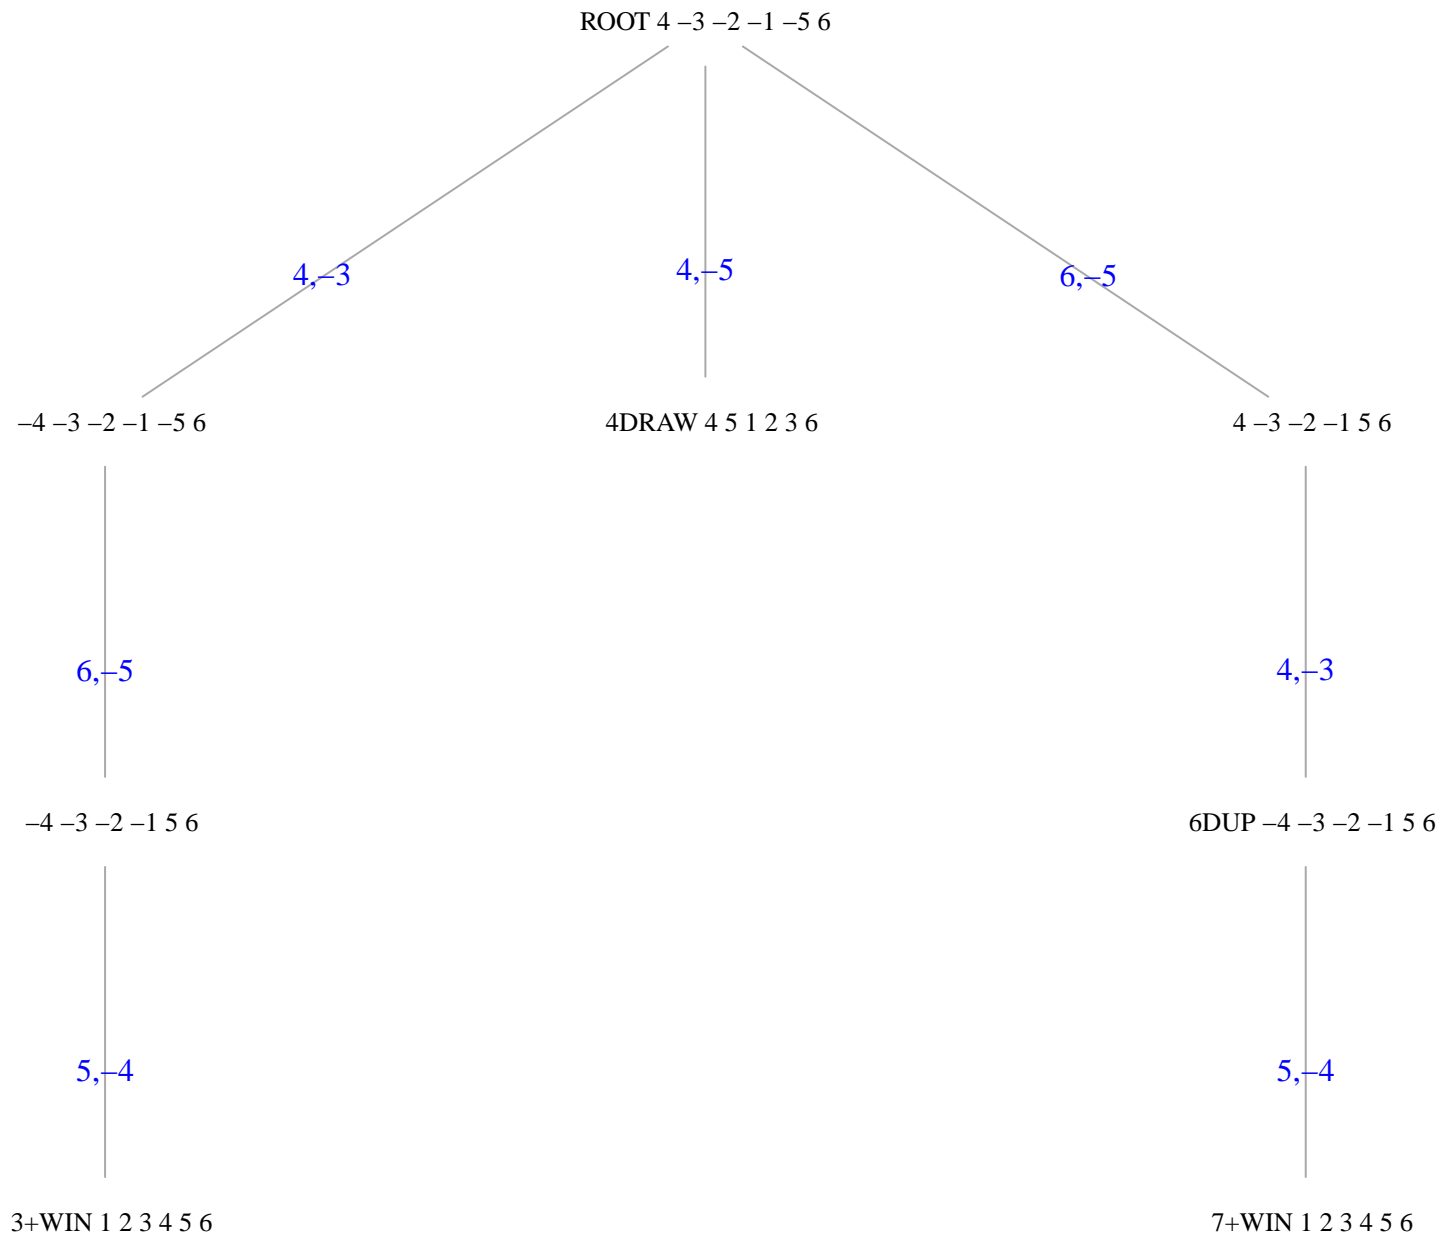 ROOT 4 –3 –2 –1 –5 6
4,–3
4,–5
6,–5
–4 –3 –2 –1 –5 6
4DRAW 4 5 1 2 3 6
4 –3 –2 –1 5 6
6,–5
4,–3
–4 –3 –2 –1 5 6
6DUP –4 –3 –2 –1 5 6
5,–4
5,–4
3+WIN 1 2 3 4 5 6
7+WIN 1 2 3 4 5 6